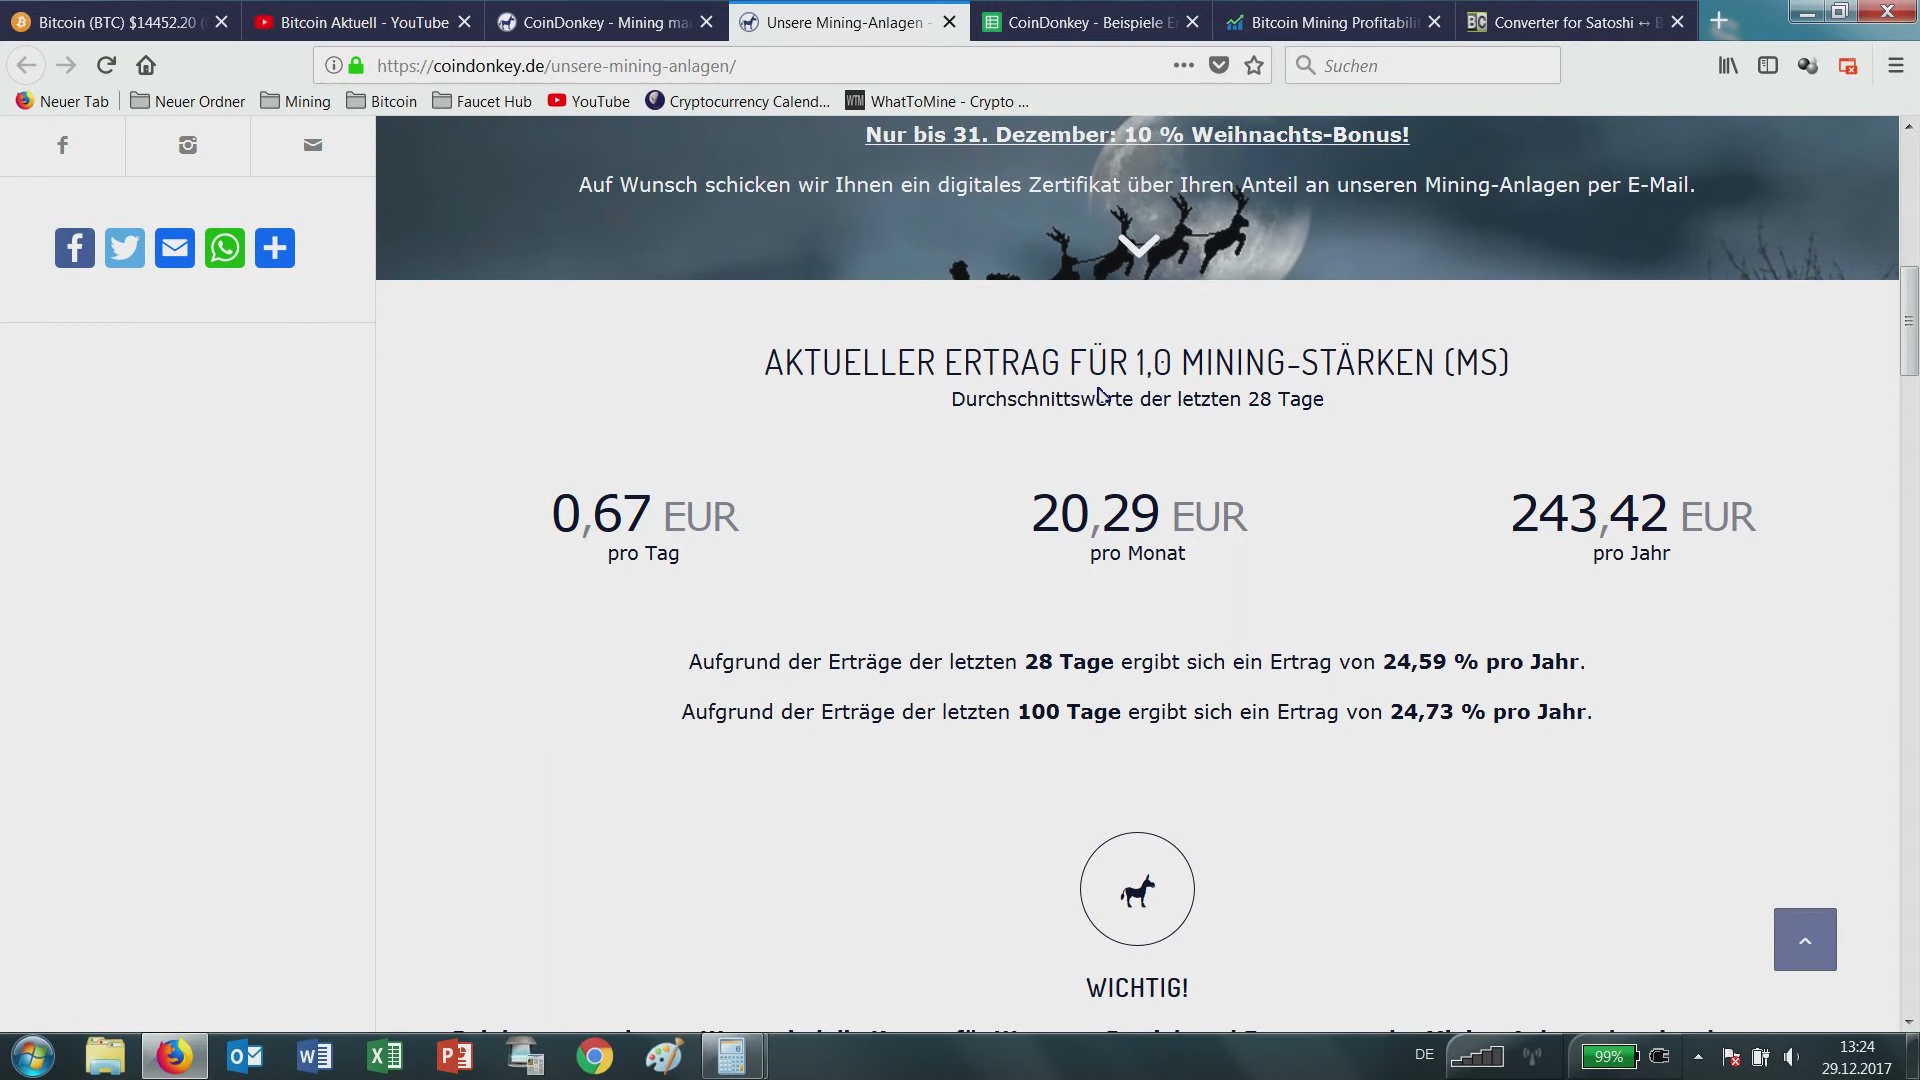 Bitcoin (BTC) $14452.20 (
Bitcoin Aktuell - YouTube
CoinDonkey - Mining ma
Unsere Mining-Anlagen -
CoinDonkey - Beispiele E
Bitcoin Mining Profitabili
Converter for Satoshi ↔ B
https://coindonkey.de/unsere-mining-anlagen/
Suchen
Neuer Tab
Neuer Ordner
Mining
Bitcoin
Faucet Hub
YouTube
Cryptocurrency Calend...
WTM
WhatToMine - Crypto ...
Nur bis 31. Dezember: 10 % Weihnachts-Bonus!
Auf Wunsch schicken wir Ihnen ein digitales Zertifikat über Ihren Anteil an unseren Mining-Anlagen per E-Mail.
AKTUELLER ERTRAG FÜR 1,0 MINING-STÄRKEN (MS)
Durchschnittswerte der letzten 28 Tage
0,67 EUR
pro Tag
20,29 EUR
pro Monat
243,42 EUR
pro Jahr
Aufgrund der Erträge der letzten 28 Tage ergibt sich ein Ertrag von 24,59 % pro Jahr.
Aufgrund der Erträge der letzten 100 Tage ergibt sich ein Ertrag von 24,73 % pro Jahr.
WICHTIG!
DE
99%
13:24
29.12.2017